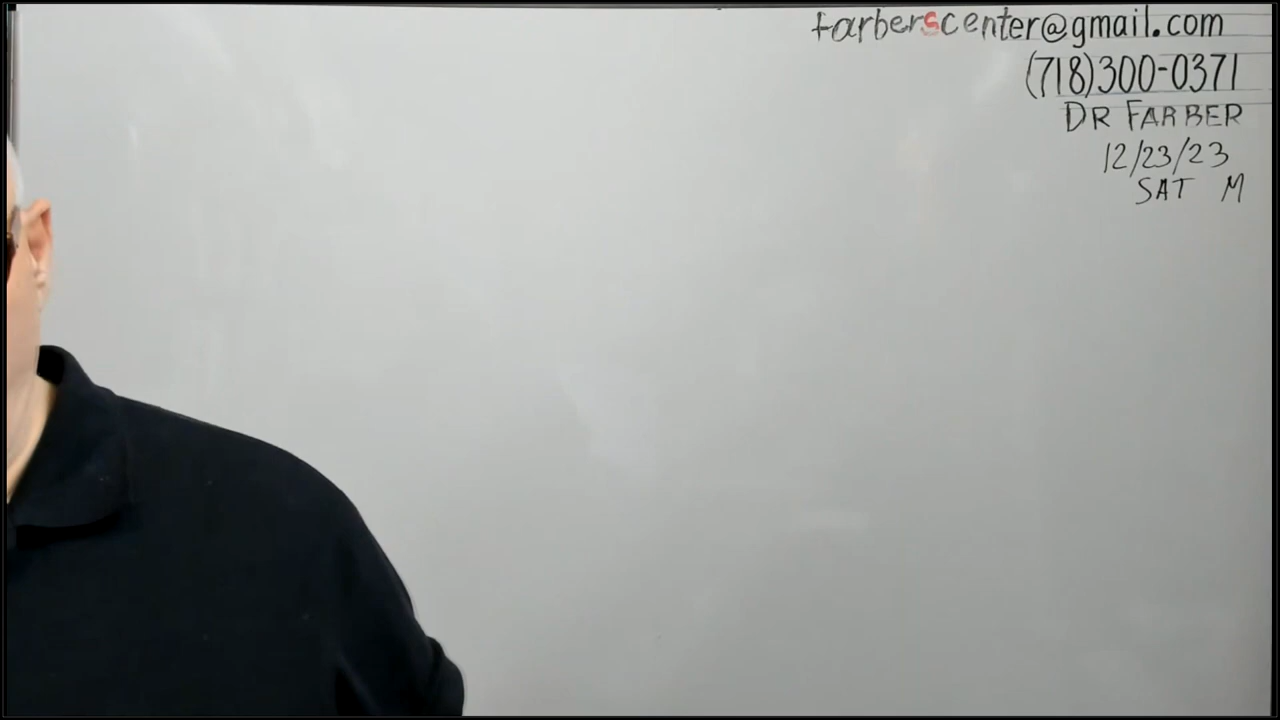 farberscenter@gmail.com
(718)300-0371
DR FARBER
12/23/23
SAT M